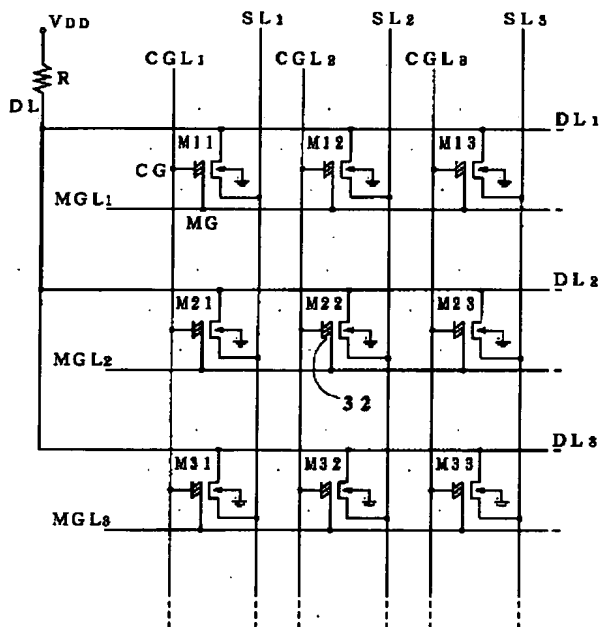 VDD
SL1 SL2 SL3
CGL1 CGL2 CGL3
R
DL
DL1
M11 M12 M13
CG
MGL1
MG
DL2
M21 M22 M23
MGL2
32
DL3
M31 M32 M33
MGL3